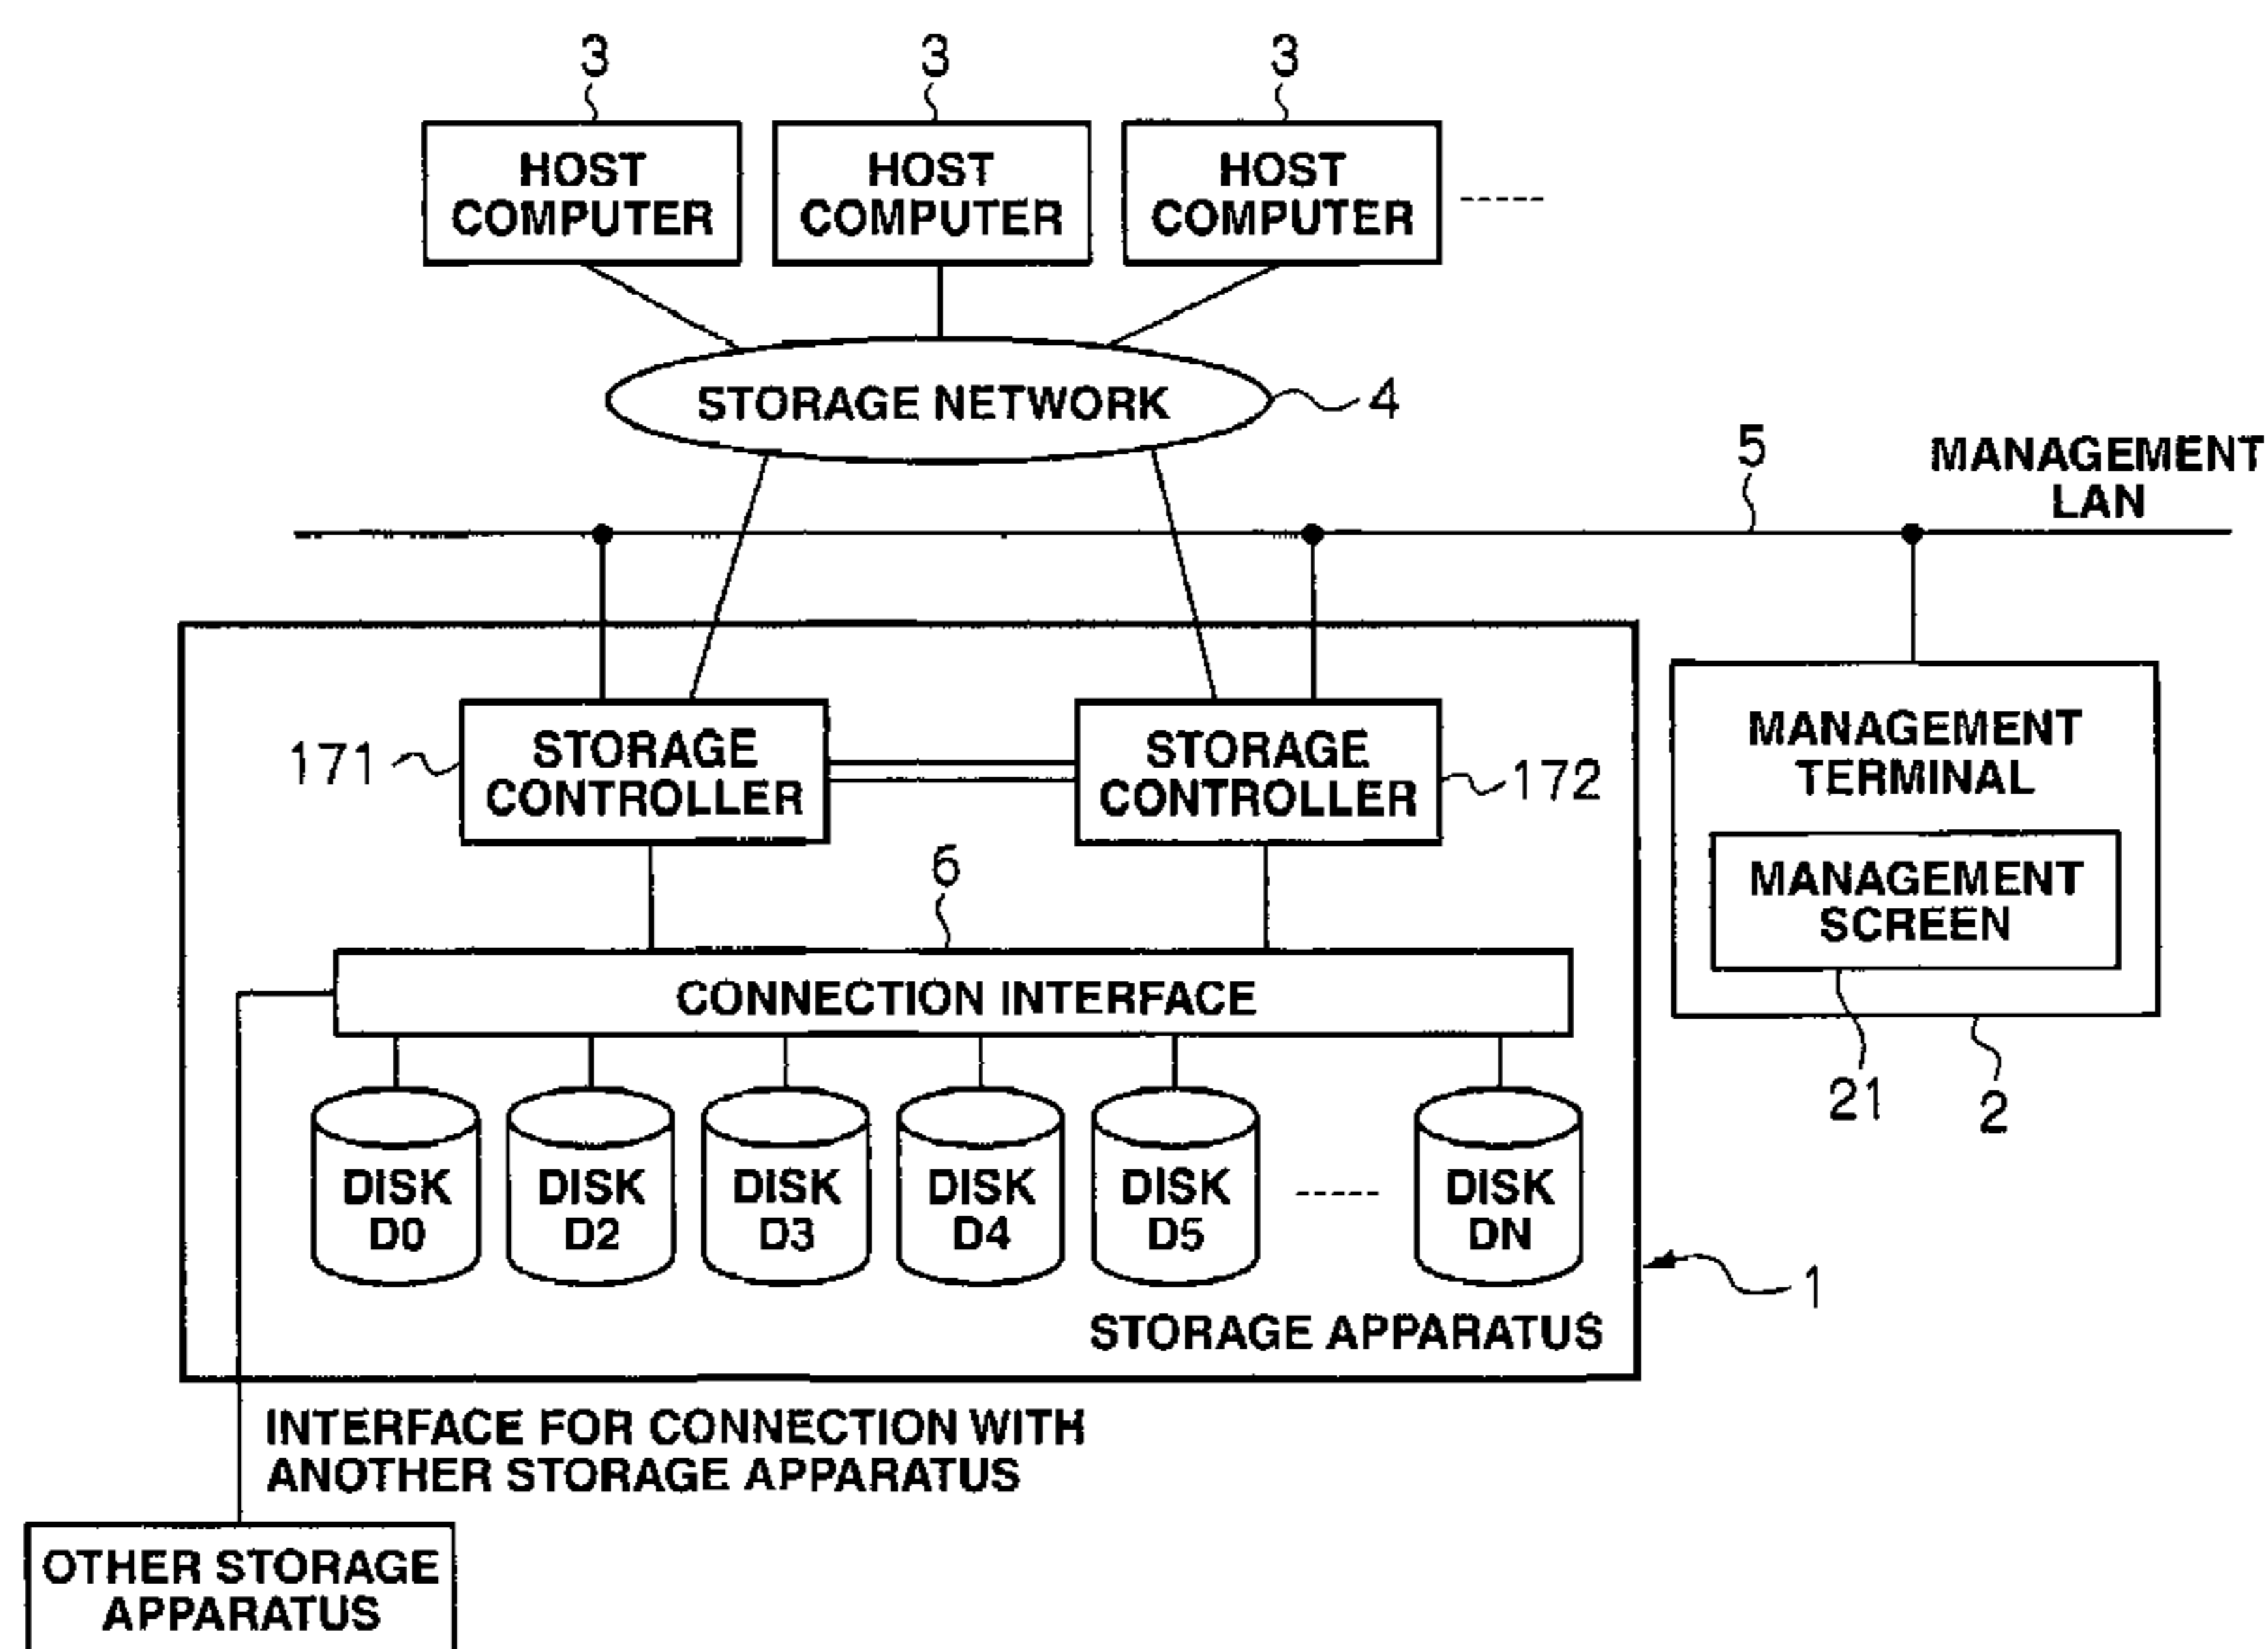 3
3
3
HOST
COMPUTER
HOST
COMPUTER
HOST
COMPUTER
STORAGE NETWORK
4
5
MANAGEMENT
LAN
171
STORAGE
CONTROLLER
STORAGE
CONTROLLER
172
MANAGEMENT
TERMINAL
MANAGEMENT
SCREEN
21
2
6
CONNECTION INTERFACE
DISK
D0
DISK
D2
DISK
D3
DISK
D4
DISK
D5
DISK
DN
1
STORAGE APPARATUS
INTERFACE FOR CONNECTION WITH
ANOTHER STORAGE APPARATUS
OTHER STORAGE
APPARATUS